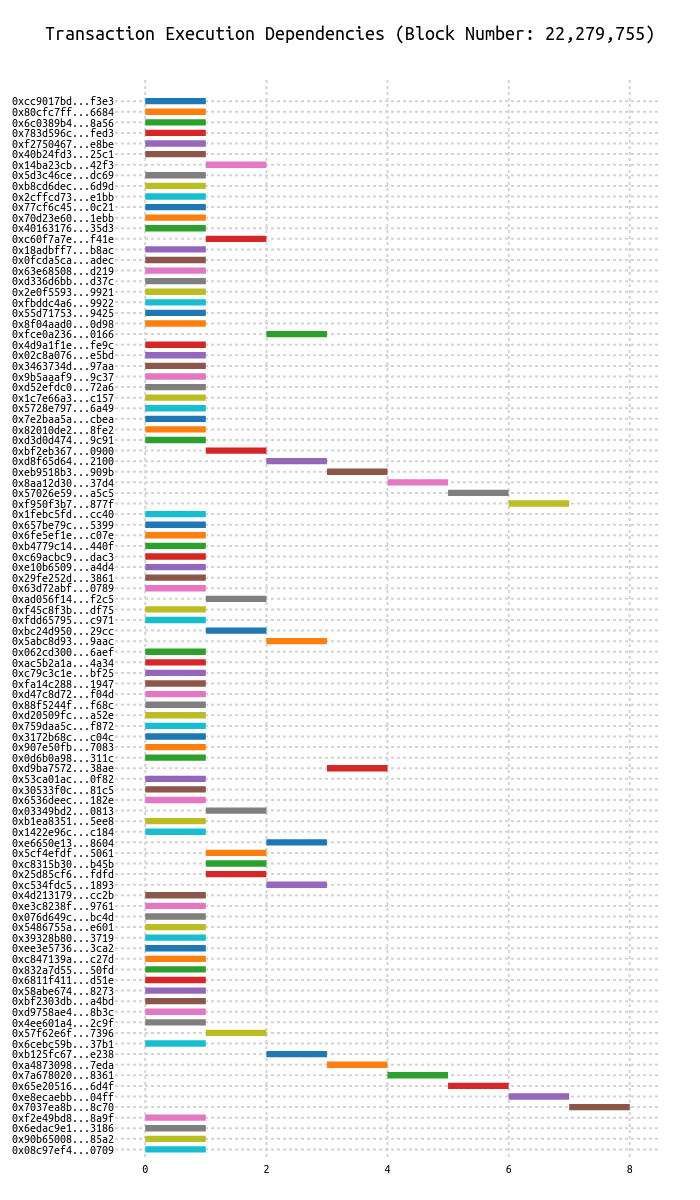 Transaction Execution Dependencies (Block Number: 22,279,755)
0xcc9017bd...f3e3
0x80cfc7ff...6684
0x6c0389b4...8a56
0x783d596c...fed3
0xf2750467...e8be
0x40b24fd3...25c1
0x14ba23cb...42f3
0x5d3c46ce...dc69
0xb8cd6dec...6d9d
0x2cffcd73...e1bb
0x77cf6c45...0c21
0x70d23e60...1ebb
0x40163176...35d3
0xc60f7a7e...f41e
0x18adbff7...b8ac
0x0fcda5ca...adec
0x63e68508...d219
0xd336d6bb...d37c
0x2e0f5593...9921
0xfbddc4a6...9922
0x55d71753...9425
0x8f04aad0...0d98
0xfce0a236...0166
0x4d9a1f1e...fe9c
0x02c8a076...e5bd
0x3463734d...97aa
0x9b5aaaf9...9c37
0xd52efdc0...72a6
0x1c7e66a3...c157
0x5728e797...6a49
0x7e2baa5a...cbea
0x82010de2...8fe2
0xd3d0d474...9c91
0xbf2eb367...0900
0xd8f65d64...2100
0xeb9518b3...909b
0x8aa12d30...37d4
0x57026e59...a5c5
0xf950f3b7...877f
0x1febc5fd...cc40
0x657be79c...5399
0x6fe5ef1e...c07e
0xb4779c14...440f
0xc69acbc9...dac3
0xe10b6509...a4d4
0x29fe252d...3861
0x63d72abf...0789
0xad056f14...f2c5
0xf45c8f3b...df75
0xfdd65795...c971
0xbc24d950...29cc
0x5abc8d93...9aac
0x062cd300...6aef
0xac5b2a1a...4a34
0xc79c3c1e...bf25
0xfa14c288...1947
0xd47c8d72...f04d
0x88f5244f...f68c
0xd20509fc...a52e
0x759daa5c...f872
0x3172b68c...c04c
0x907e50fb...7083
0x0d6b0a98...311c
0xd9ba7572...38ae
0x53ca01ac...0f82
0x30533f0c...81c5
0x6536deec...182e
0x03349bd2...0813
0xb1ea8351...5ee8
0x1422e96c...c184
0xe6650e13...8604
0x5cf4efdf...5061
0xc8315b30...b45b
0x25d85cf6...fdfd
0xc534fdc5...1893
0x4d213179...cc2b
0xe3c8238f...9761
0x076d649c...bc4d
0x5486755a...e601
0x39328b80...3719
0xee3e5736...3ca2
0xc847139a...c27d
0x832a7d55...50fd
0x6811f411...d51e
0x58abe674...8273
0xbf2303db...a4bd
0xd9758ae4...8b3c
0x4ee601a4...2c9f
0x57f62e6f...7396
0x6cebc59b...37b1
0xb125fc67...e238
0xa4873098...7eda
0x7a678020...8361
0x65e20516...6d4f
0xe8ecaebb...04ff
0x7037ea8b...8c70
0xf2e49bd8...8a9f
0x6edac9e1...3186
0x90b65008...85a2
0x08c97ef4...0709
0 2 4 6 8